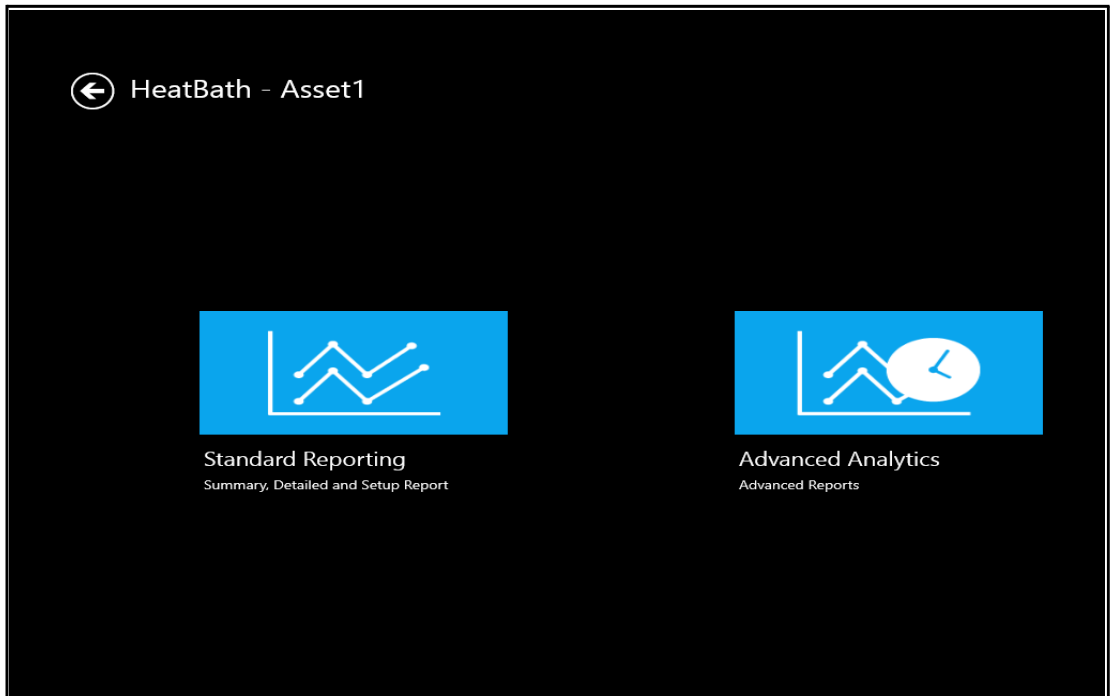 HeatBath - Asset1
Standard Reporting
Summary, Detailed and Setup Report
Advanced Analytics
Advanced Reports